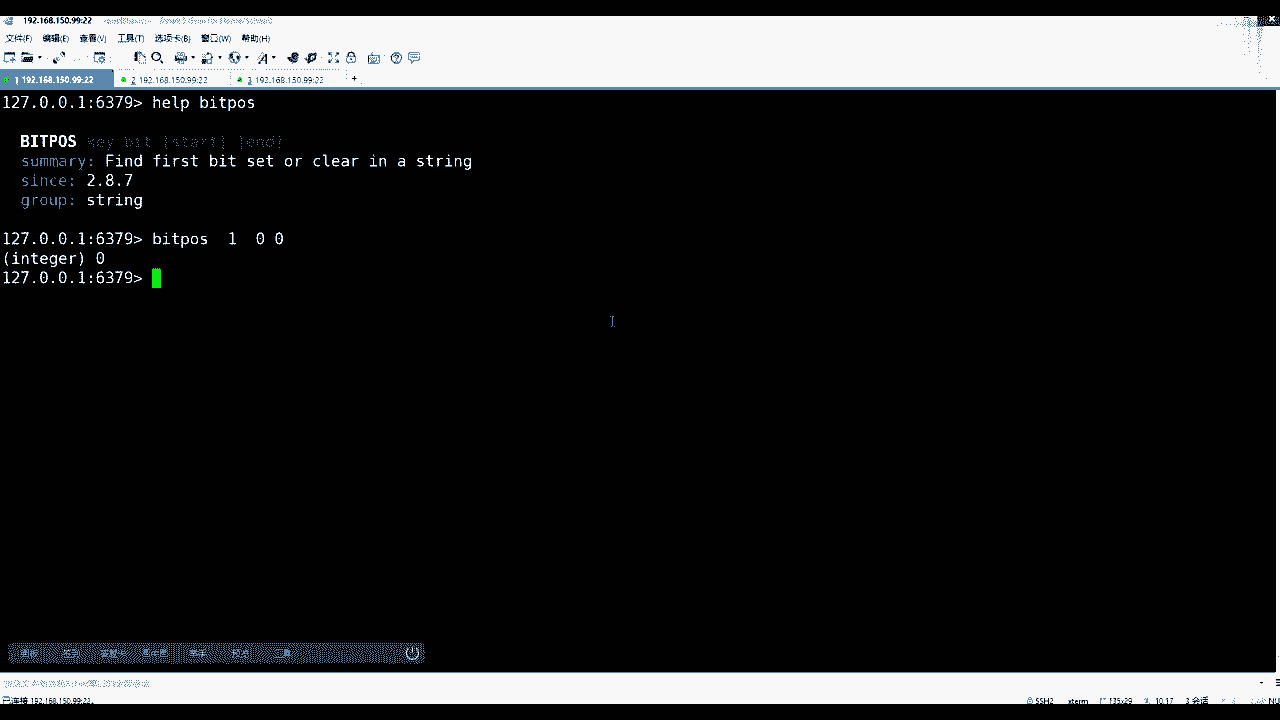 192.168.150.99:22
文件(F) 编辑(E) 查看(V) 工具(T) 选项卡(B) 窗口(W) 帮助(H)
1 192.168.150.99:22 2 192.168.150.99:22 3 192.168.150.99:22 +
127.0.0.1:6379> help bitpos
BITPOS key bit [start] [end]
summary: Find first bit set or clear in a string
since: 2.8.7
group: string
127.0.0.1:6379> bitpos  1  0 0
(integer) 0
127.0.0.1:6379>
已连接 192.168.150.99:22。 SSH2 xterm 135x29 10,17 3 会话 NU